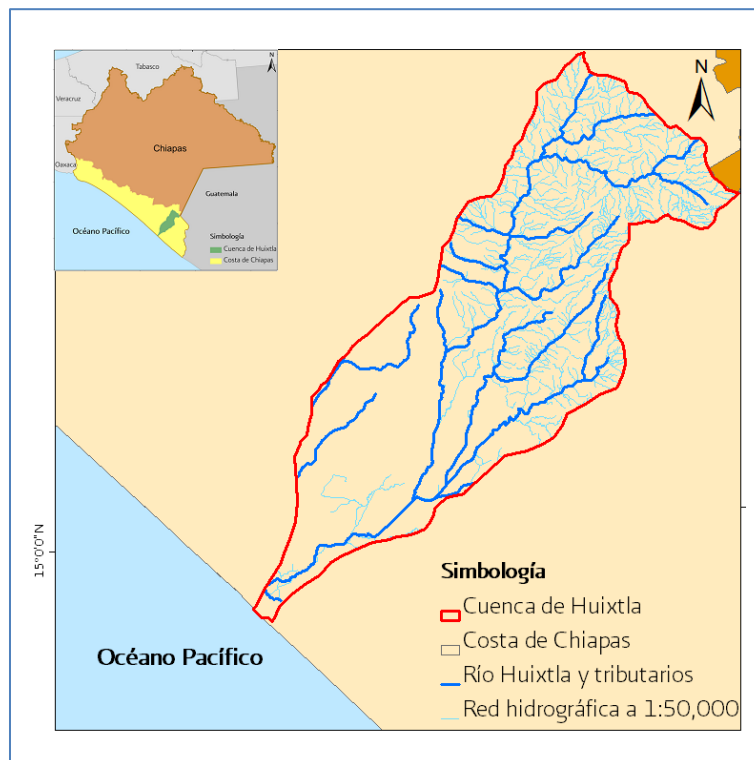 Tabasco
N
Veracruz
Chiapas
Oaxaca
Guatemala
Océano Pacífico
Simbología
Cuenca de Huixtla
Costa de Chiapas
N
15°0'0"N
Simbología
Cuenca de Huixtla
Costa de Chiapas
Océano Pacífico
Río Huixtla y tributarios
Red hidrográfica a 1:50,000